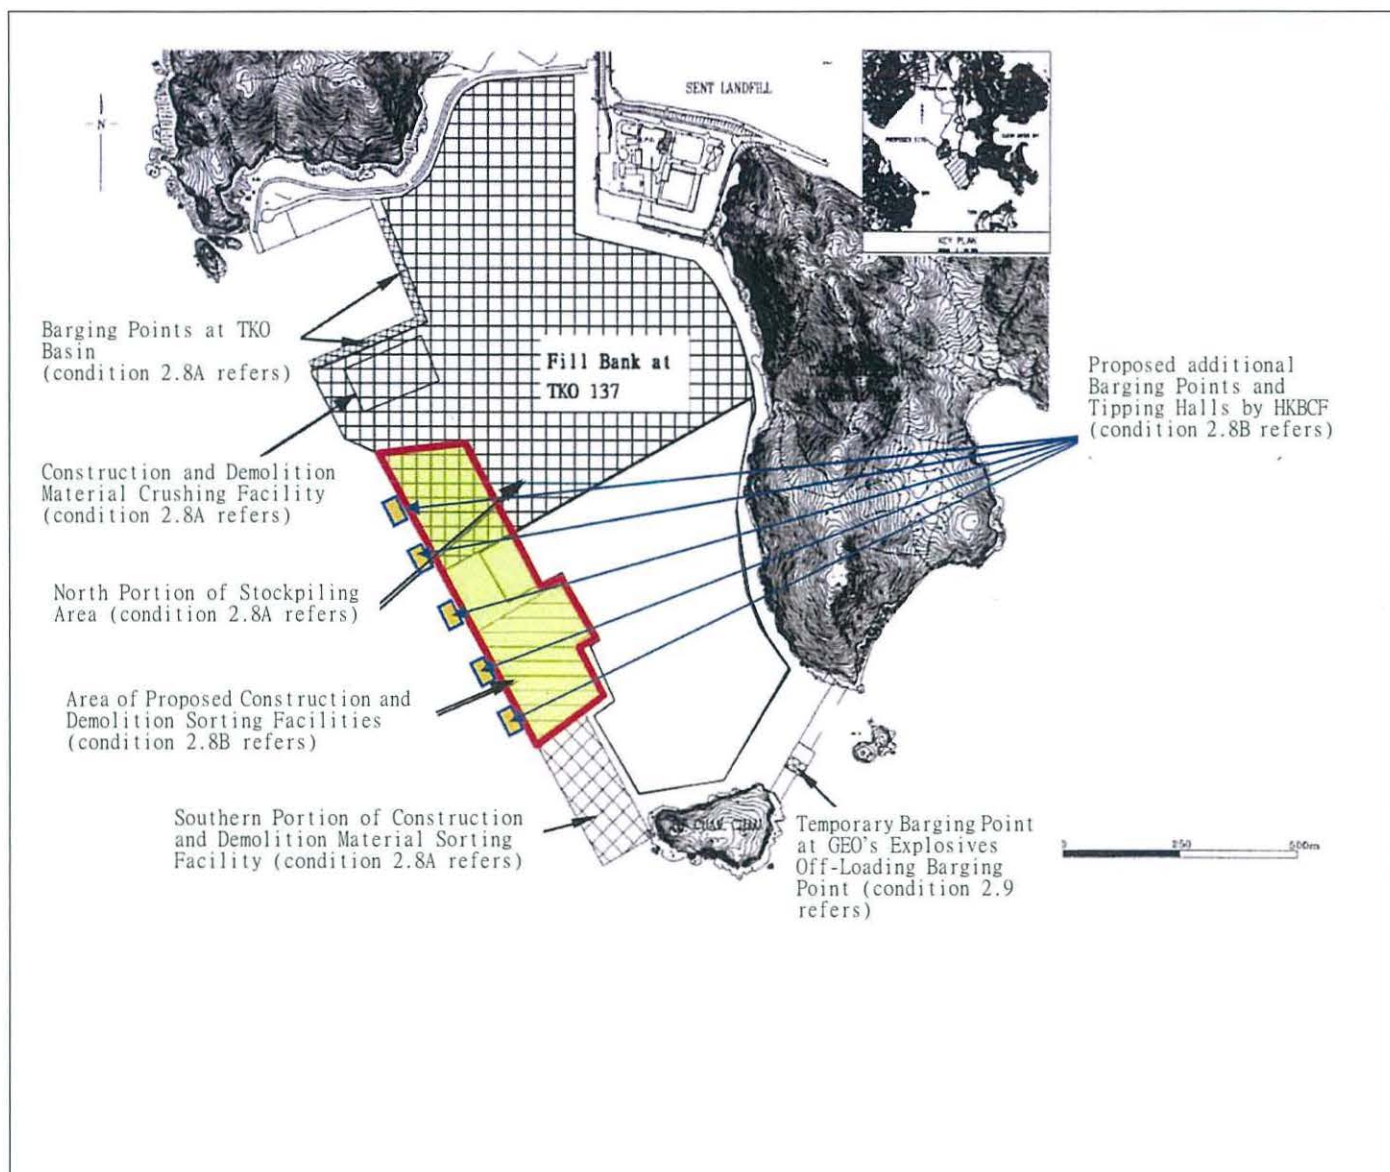 SENT LANDFILL
N
KEY PLAN
Barging Points at TKO
Basin
(condition 2.8A refers)
Fill Bank at
TKO 137
Proposed additional
Barging Points and
Tipping Halls by HKBCF
(condition 2.8B refers)
Construction and Demolition
Material Crushing Facility
(condition 2.8A refers)
North Portion of Stockpiling
Area (condition 2.8A refers)
Area of Proposed Construction and
Demolition Sorting Facilities
(condition 2.8B refers)
Southern Portion of Construction
and Demolition Material Sorting
Facility (condition 2.8A refers)
Temporary Barging Point
at GEO's Explosives
Off-Loading Barging
Point (condition 2.9
refers)
0 250 500m